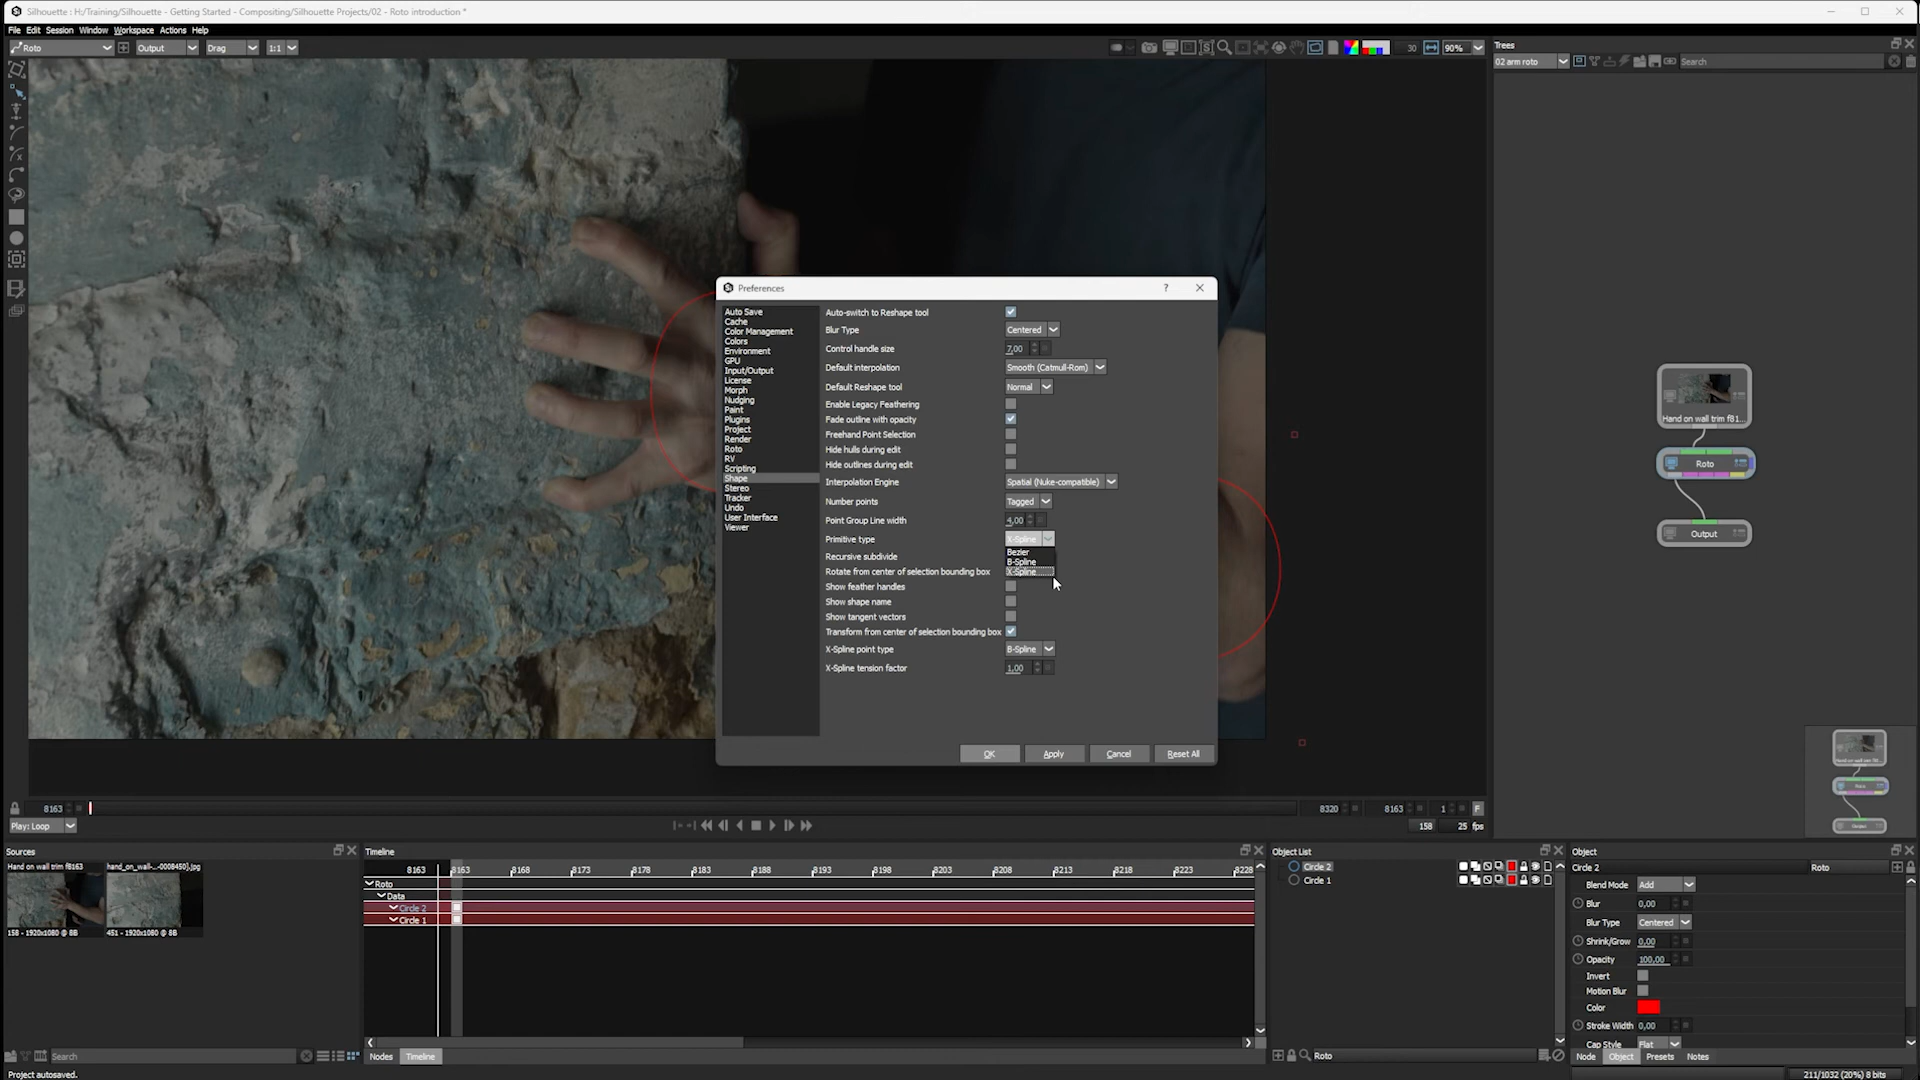 Silhouette : H:/Training/Silhouette - Getting Started - Compositing/Silhouette Projects/02 - Roto introduction *
File Edit Session Window Workspace Actions Help
Roto Output Drag 1:1 30 90%
Trees
02 arm roto Search
Hand on wall trim f81...
Roto
Output
Preferences ?
Auto Save
Cache
Color Management
Colors
Environment
GPU
Input/Output
License
Morph
Nudging
Paint
Plugins
Project
Render
Roto
RV
Scripting
Shape
Stereo
Tracker
Undo
User Interface
Viewer
Auto-switch to Reshape tool
Blur Type Centered
Control handle size 7,00
Default interpolation Smooth (Catmull-Rom)
Default Reshape tool Normal
Enable Legacy Feathering
Fade outline with opacity
Freehand Point Selection
Hide hulls during edit
Hide outlines during edit
Interpolation Engine Spatial (Nuke-compatible)
Number points Tagged
Point Group Line width 4,00
Primitive type X-Spline
Bezier
B-Spline
X-Spline
Recursive subdivide
Rotate from center of selection bounding box
Show feather handles
Show shape name
Show tangent vectors
Transform from center of selection bounding box
X-Spline point type B-Spline
X-Spline tension factor 1,00
OK Apply Cancel Reset All
8163 8320 8163 1 F
Play: Loop 158 25 fps
Sources
Hand on wall trim f8163 hand_on_wall-...-0008450].jpg
158 - 1920x1080 @ 8B 451 - 1920x1080 @ 8B
Search
Timeline
8163 8163 8168 8173 8178 8183 8188 8193 8198 8203 8208 8213 8218 8223 8228
Roto
Data
Circle 2
Circle 1
Nodes Timeline
Object List
Circle 2
Circle 1
Roto
Object
Circle 2 Roto
Blend Mode Add
Blur 0,00
Blur Type Centered
Shrink/Grow 0,00
Opacity 100,00
Invert
Motion Blur
Color
Stroke Width 0,00
Cap Style Flat
Node Object Presets Notes
Project autosaved. 211/1032 (20%) 8 bits